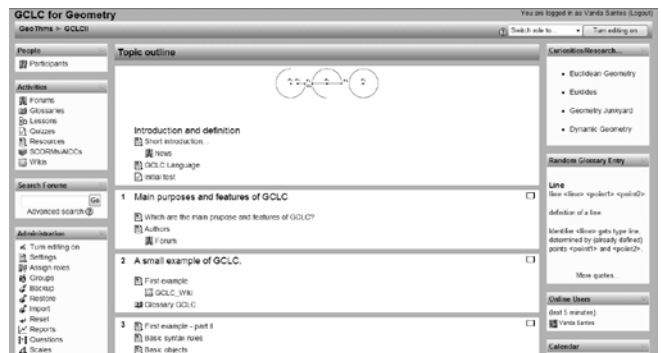 GCLC for Geometry
You are logged in as Vanda Santos (Logout)
GeoThms ► GCLCII
Switch role to...
Turn editing on
People
Participants
Activities
Forums
Glossaries
Lessons
Quizzes
Resources
SCORMs/AICCs
Wikis
Search Forums
Go
Advanced search
Administration
Turn editing on
Settings
Assign roles
Groups
Backup
Restore
Import
Reset
Reports
Questions
Scales
Topic outline
Introduction and definition
Short introduction...
News
GCLC Language
Initial test
1 Main purposes and features of GCLC
Which are the main prupose and features of GCLC?
Authors
Forum
2 A small example of GCLC.
First example
GCLC_Wiki
Glossary GCLC
3 First example - part II
Basic syntax rules
Basic objects
Curiosities/Research...
Euclidean Geometry
Euclides
Geometry Junkyard
Dynamic Geometry
Random Glossary Entry
Line
line <line> <point1> <point2>
definition of a line:
Identifier <line> gets type line,
determined by (already defined)
points <point1> and <point2>.
More quotes...
Online Users
(last 5 minutes)
Vanda Santos
Calendar